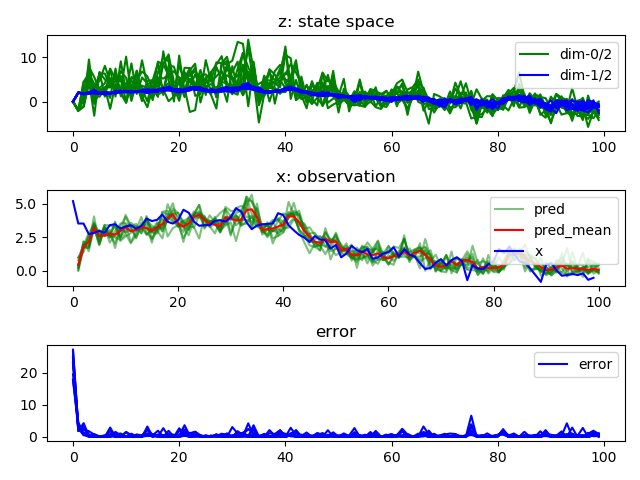 z: state space
10
0
dim-0/2
dim-1/2
0 20 40 60 80 100
x: observation
5.0
2.5
0.0
pred
pred_mean
x
0 20 40 60 80 100
error
20
10
0
error
0 20 40 60 80 100